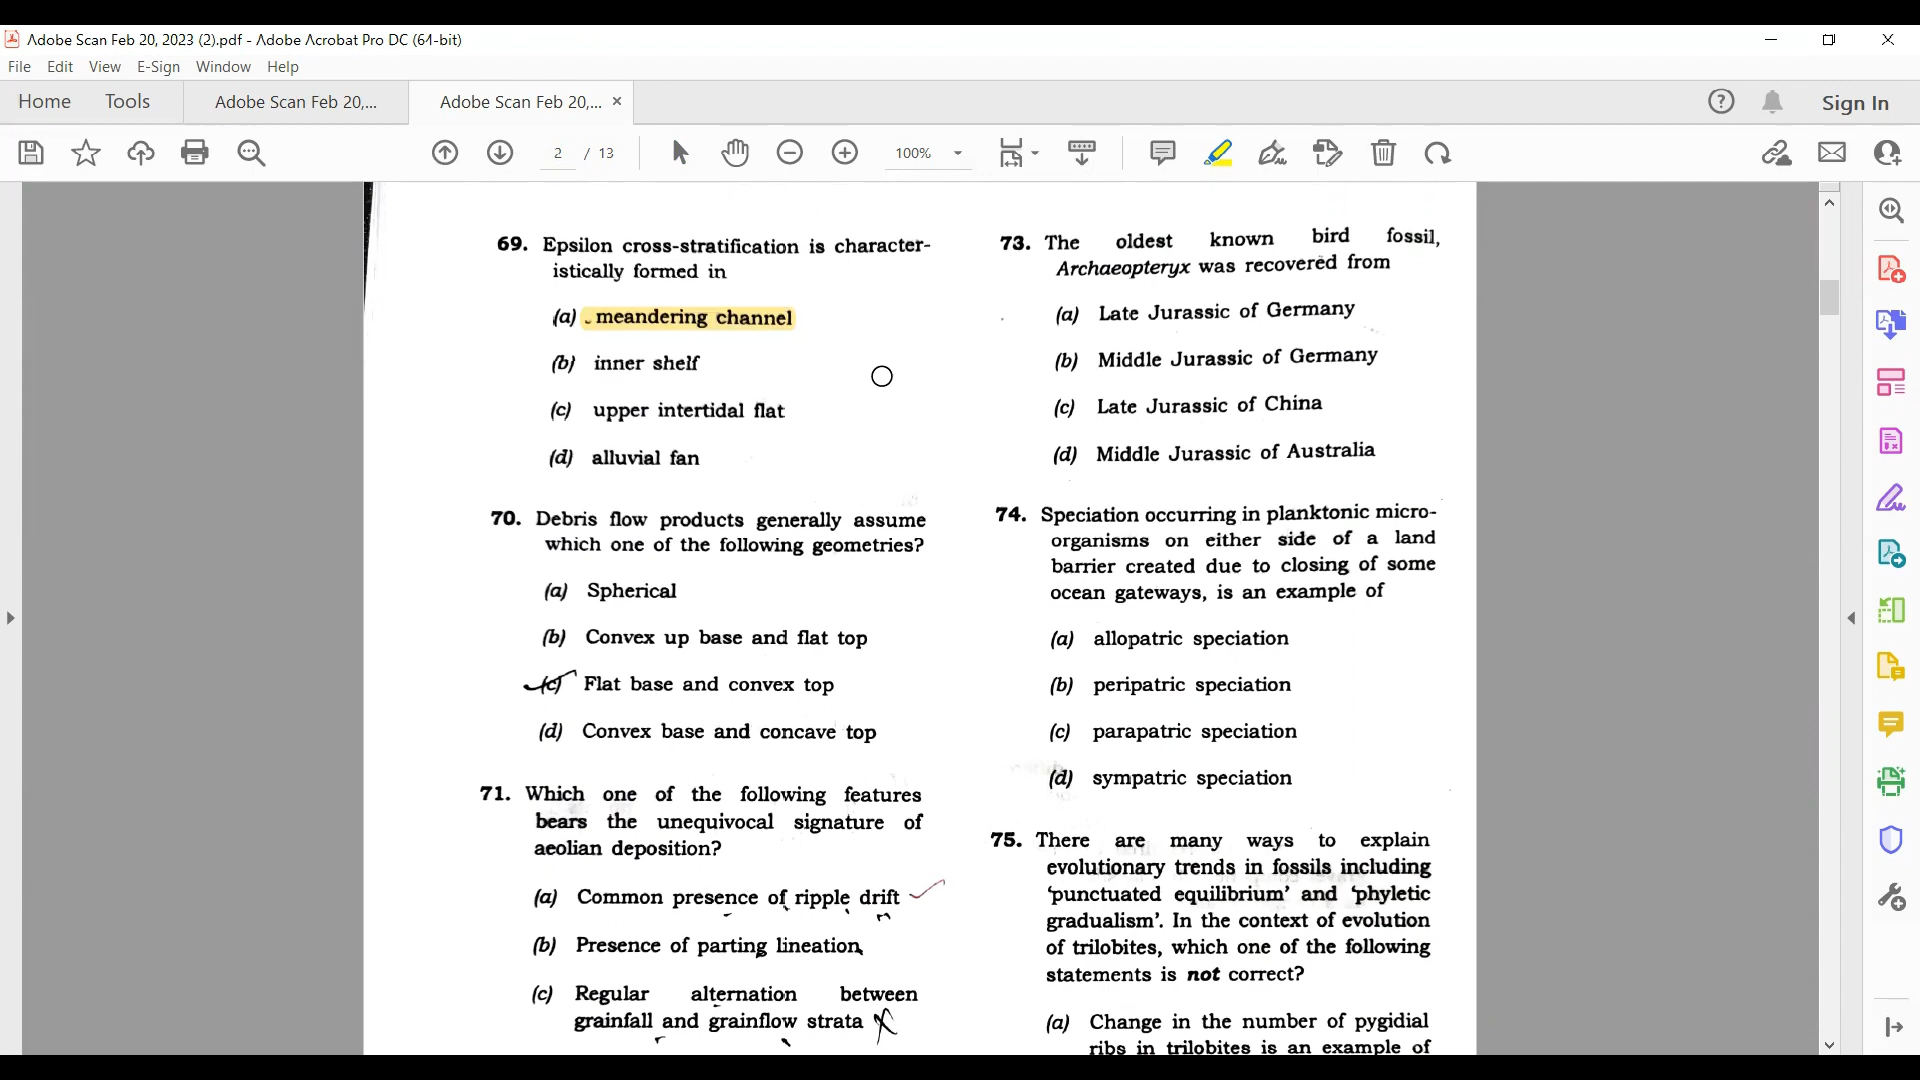 Adobe Scan Feb 20, 2023 (2).pdf - Adobe Acrobat Pro DC (64-bit)
File Edit View E-Sign Window Help
Home Tools Adobe Scan Feb 20,... Adobe Scan Feb 20,... × Sign In
2 / 13 100%
69. Epsilon cross-stratification is character-
istically formed in
(a) meandering channel
(b) inner shelf
(c) upper intertidal flat
(d) alluvial fan
70. Debris flow products generally assume
which one of the following geometries?
(a) Spherical
(b) Convex up base and flat top
(c) Flat base and convex top
(d) Convex base and concave top
71. Which one of the following features
bears the unequivocal signature of
aeolian deposition?
(a) Common presence of ripple drift
(b) Presence of parting lineation
(c) Regular alternation between
grainfall and grainflow strata
73. The oldest known bird fossil,
Archaeopteryx was recovered from
(a) Late Jurassic of Germany
(b) Middle Jurassic of Germany
(c) Late Jurassic of China
(d) Middle Jurassic of Australia
74. Speciation occurring in planktonic micro-
organisms on either side of a land
barrier created due to closing of some
ocean gateways, is an example of
(a) allopatric speciation
(b) peripatric speciation
(c) parapatric speciation
(d) sympatric speciation
75. There are many ways to explain
evolutionary trends in fossils including
‘punctuated equilibrium’ and ‘phyletic
gradualism’. In the context of evolution
of trilobites, which one of the following
statements is not correct?
(a) Change in the number of pygidial
ribs in trilobites is an example of